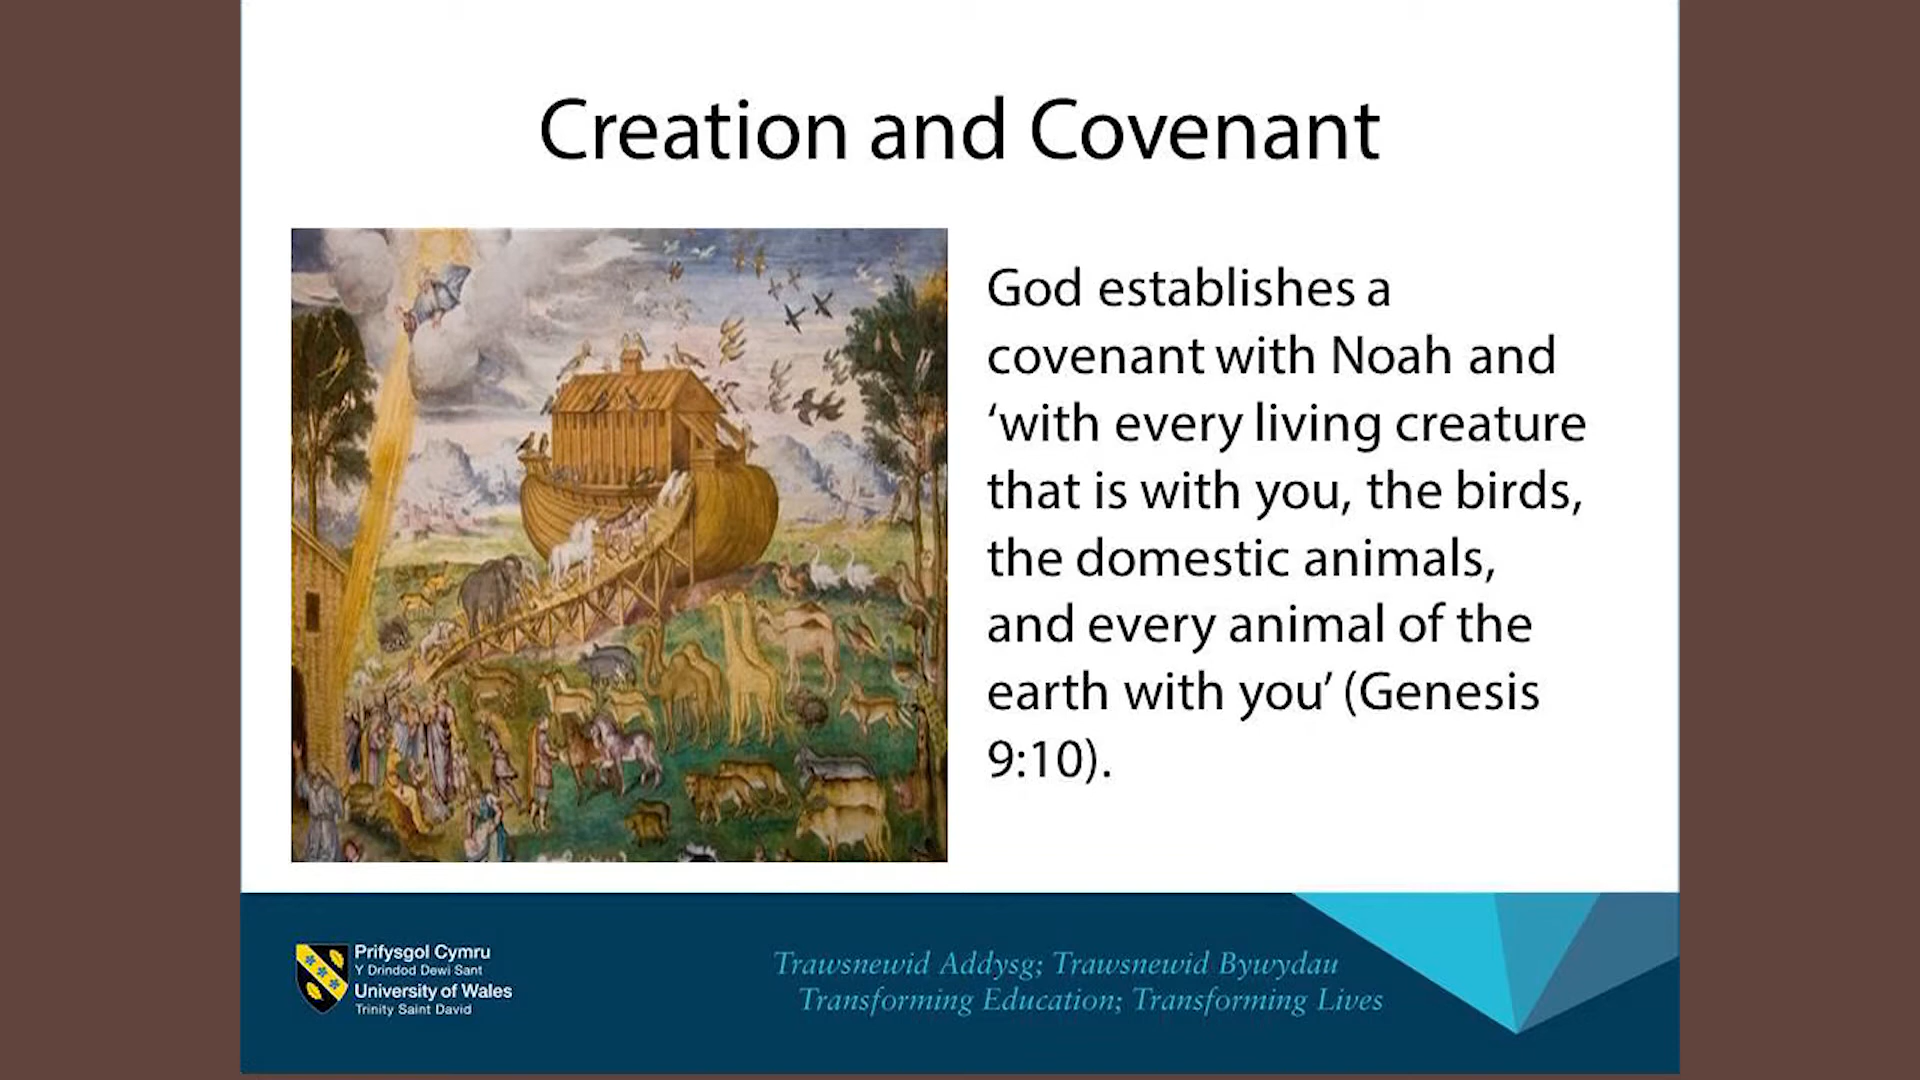 Creation and Covenant
God establishes a
covenant with Noah and
‘with every living creature
that is with you, the birds,
the domestic animals,
and every animal of the
earth with you’ (Genesis
9:10).
Prifysgol Cymru
Y Drindod Dewi Sant
University of Wales
Trinity Saint David
Trawsnewid Addysg; Trawsnewid Bywydau
Transforming Education; Transforming Lives